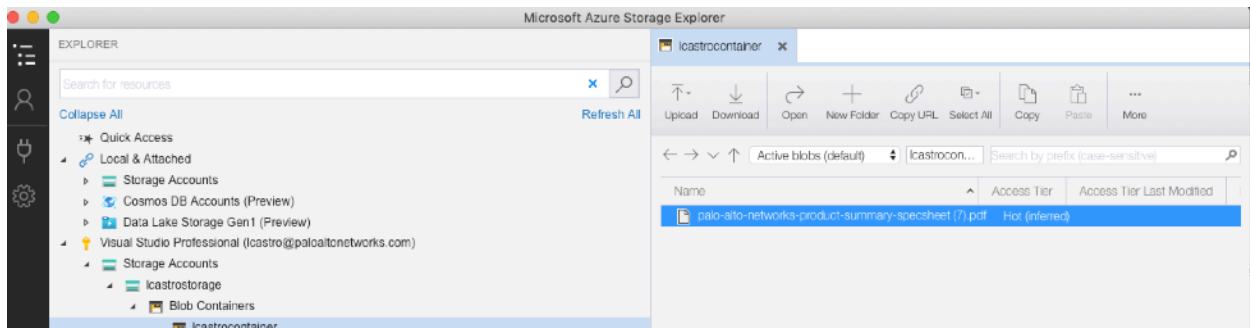 Microsoft Azure Storage Explorer
EXPLORER
Search for resources
Collapse All
Refresh All
Quick Access
Local & Attached
Storage Accounts
Cosmos DB Accounts (Preview)
Data Lake Storage Gen1 (Preview)
Visual Studio Professional (lcastro@paloaltonetworks.com)
Storage Accounts
lcastrostorage
Blob Containers
lcastrocontainer
lcastrocontainer
Upload Download Open New Folder Copy URL Select All Copy Paste More
Active blobs (default) lcastrocon... Search by prefix (case-sensitive)
Name Access Tier Access Tier Last Modified
palo-alto-networks-product-summary-specsheet (7).pdf Hot (inferred)